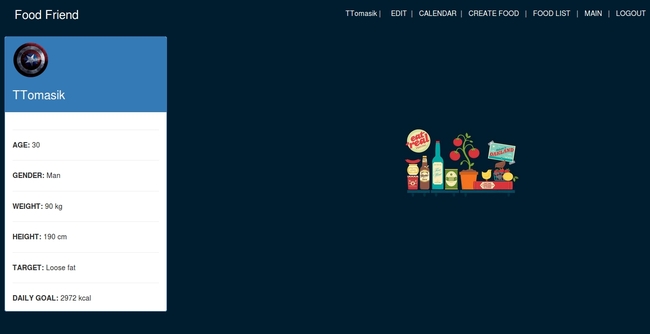 Food Friend
TTomasik | EDIT | CALENDAR | CREATE FOOD | FOOD LIST | MAIN | LOGOUT
TTomasik
AGE: 30
GENDER: Man
WEIGHT: 90 kg
HEIGHT: 190 cm
TARGET: Loose fat
DAILY GOAL: 2972 kcal
eat
real